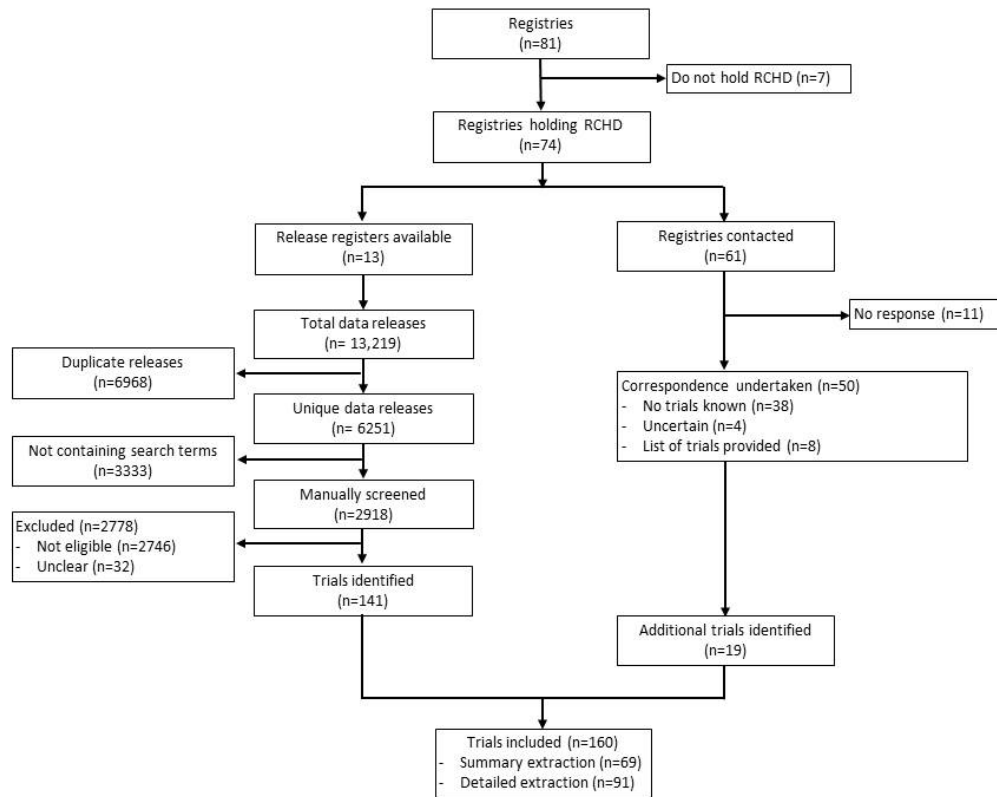 Registries
(n=81)
Do not hold RCHD (n=7)
Registries holding RCHD
(n=74)
Release registers available
(n=13)
Registries contacted
(n=61)
Total data releases
(n= 13,219)
No response (n=11)
Duplicate releases
(n=6968)
Unique data releases
(n= 6251)
Correspondence undertaken (n=50)
- No trials known (n=38)
- Uncertain (n=4)
- List of trials provided (n=8)
Not containing search terms
(n=3333)
Manually screened
(n=2918)
Excluded (n=2778)
- Not eligible (n=2746)
- Unclear (n=32)
Trials identified
(n=141)
Additional trials identified
(n=19)
Trials included (n=160)
- Summary extraction (n=69)
- Detailed extraction (n=91)